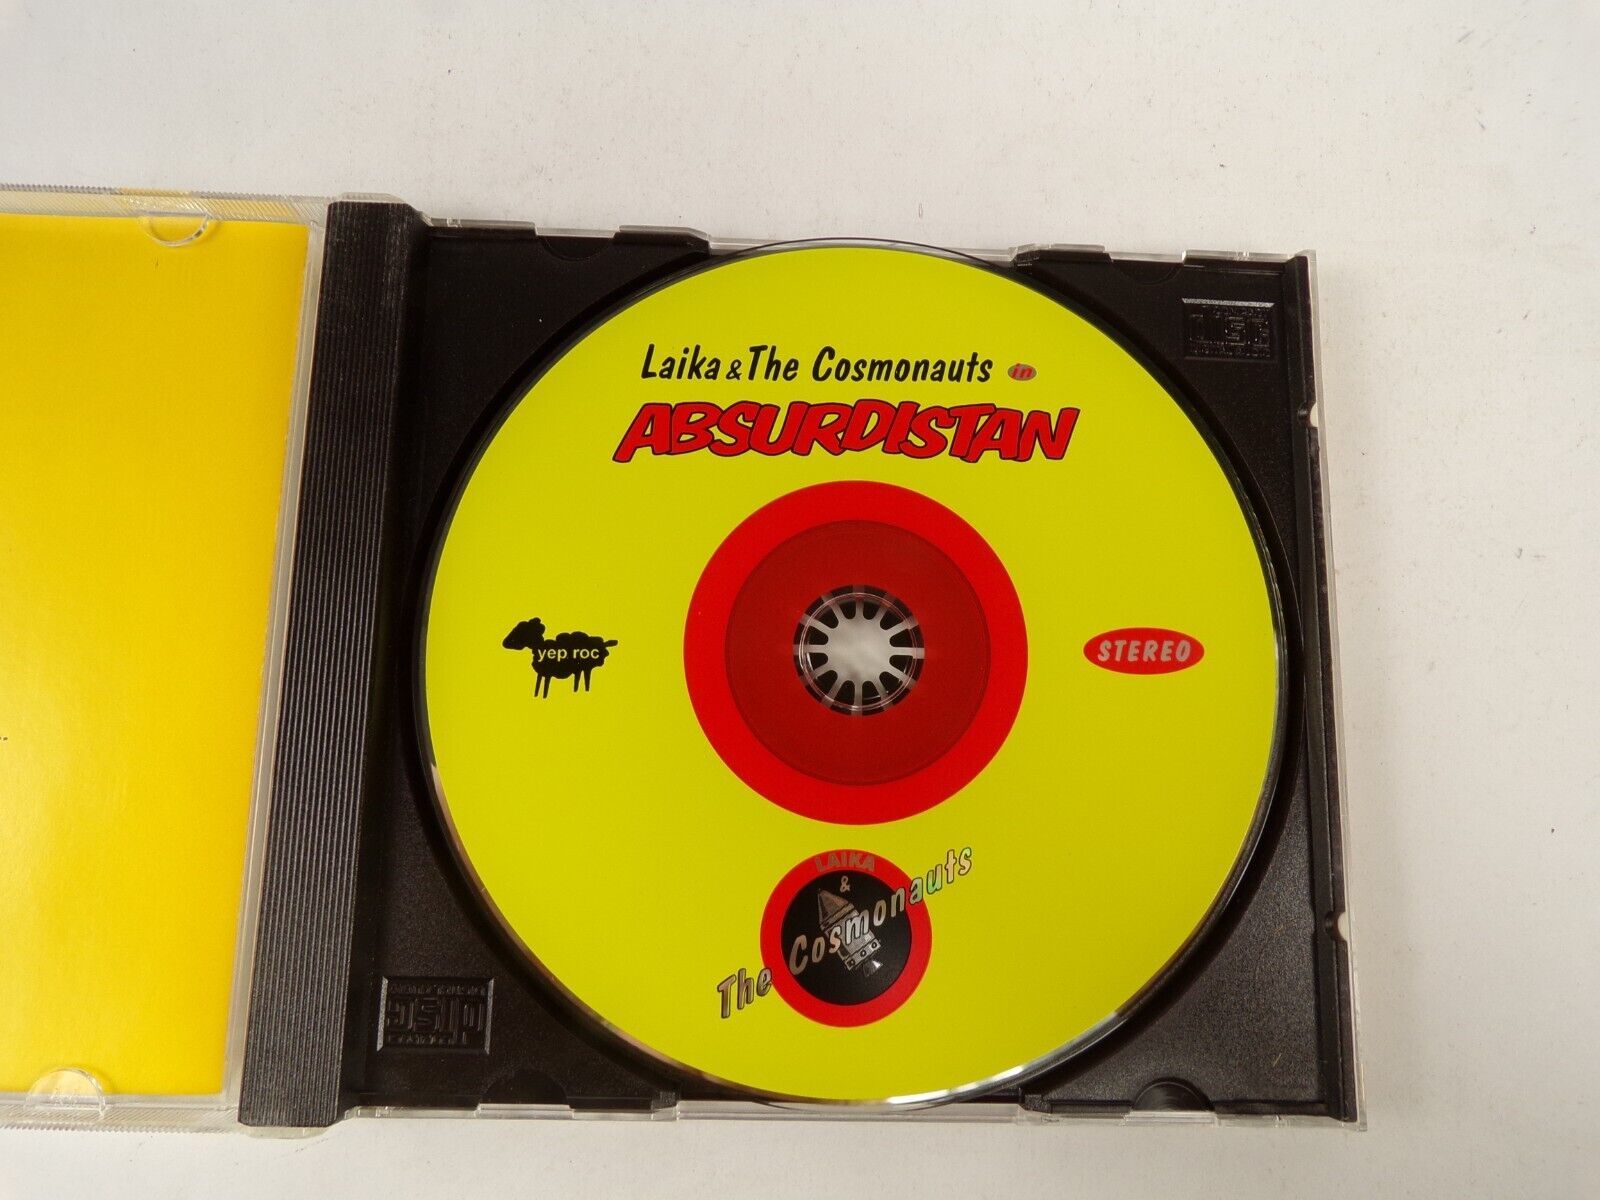 Laika & The Cosmonauts in
ABSURDISTAN
yep roc
STEREO
LAIKA
&
The Cosmonauts